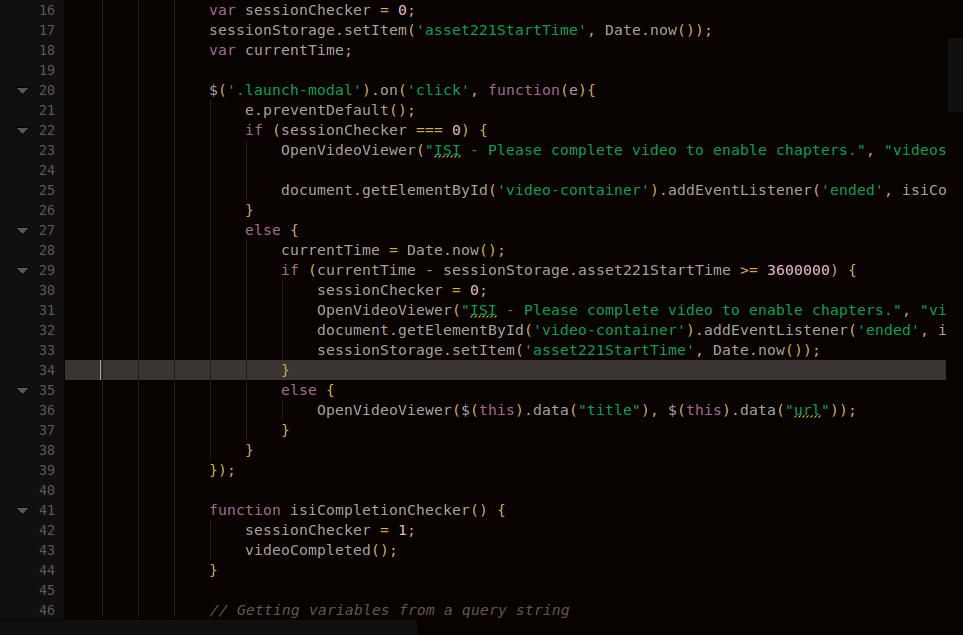 16 var sessionChecker = 0;
17 sessionStorage.setItem('asset221StartTime', Date.now());
18 var currentTime;
19
20 $('.launch-modal').on('click', function(e){
21 e.preventDefault();
22 if (sessionChecker === 0) {
23 OpenVideoViewer("ISI - Please complete video to enable chapters.", "videos
24
25 document.getElementById('video-container').addEventListener('ended', isiCo
26 }
27 else {
28 currentTime = Date.now();
29 if (currentTime - sessionStorage.asset221StartTime >= 3600000) {
30 sessionChecker = 0;
31 OpenVideoViewer("ISI - Please complete video to enable chapters.", "vi
32 document.getElementById('video-container').addEventListener('ended', i
33 sessionStorage.setItem('asset221StartTime', Date.now());
34 }
35 else {
36 OpenVideoViewer($(this).data("title"), $(this).data("url"));
37 }
38 }
39 });
40
41 function isiCompletionChecker() {
42 sessionChecker = 1;
43 videoCompleted();
44 }
45
46 // Getting variables from a query string